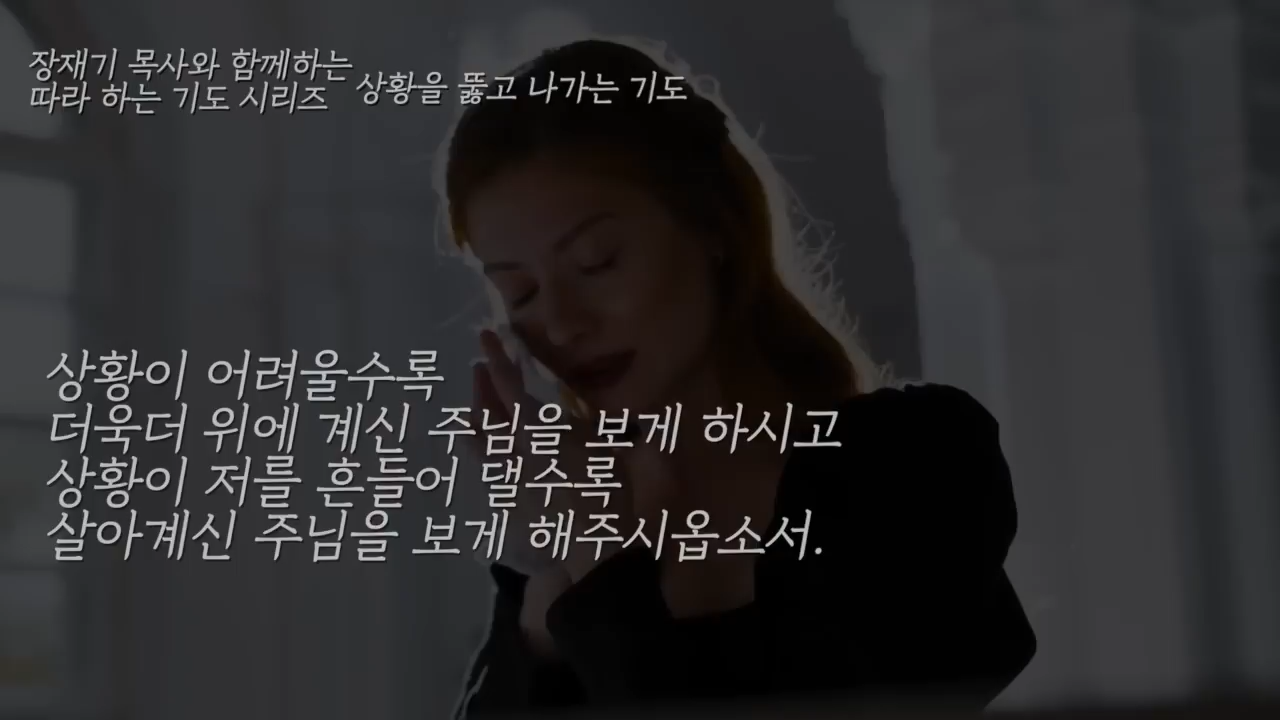 장재기 목사와 함께하는
따라 하는 기도 시리즈
상황을 뚫고 나가는 기도
상황이 어려울수록
더욱더 위에 계신 주님을 보게 하시고
상황이 저를 흔들어 댈수록
살아계신 주님을 보게 해주시옵소서.